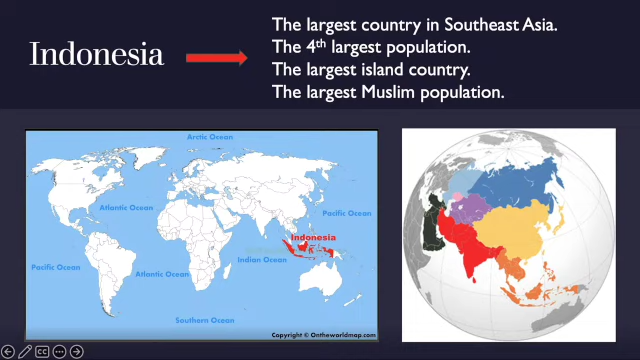 Indonesia
The largest country in Southeast Asia.
The 4th largest population.
The largest island country.
The largest Muslim population.
Arctic Ocean
Atlantic Ocean
Pacific Ocean
Indonesia
Pacific Ocean
Atlantic Ocean
Indian Ocean
Southern Ocean
Copyright © Ontheworldmap.com
CC